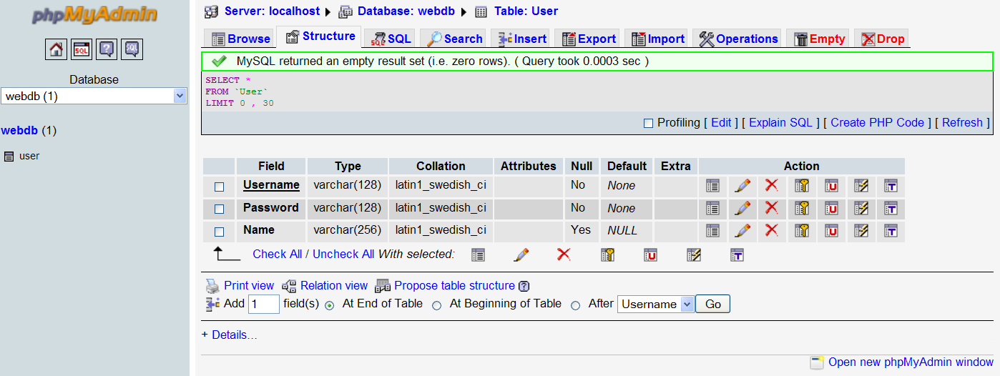 phpMyAdmin
SQL
SQL
Database
webdb (1)
webdb (1)
user
Server: localhost Database: webdb Table: User
Browse Structure SQL Search Insert Export Import Operations Empty Drop
MySQL returned an empty result set (i.e. zero rows). ( Query took 0.0003 sec )
SELECT *
FROM `User`
LIMIT 0 , 30
Profiling [ Edit ] [ Explain SQL ] [ Create PHP Code ] [ Refresh ]
Field Type Collation Attributes Null Default Extra Action
Username varchar(128) latin1_swedish_ci No None
Password varchar(128) latin1_swedish_ci No None
Name varchar(256) latin1_swedish_ci Yes NULL
Check All / Uncheck All With selected:
Print view Relation view Propose table structure
Add 1 field(s) At End of Table At Beginning of Table After Username Go
+ Details...
Open new phpMyAdmin window